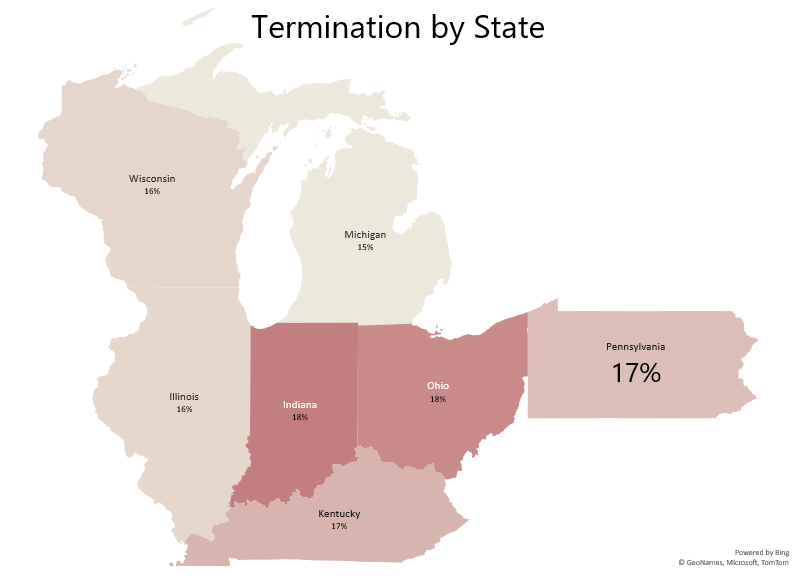 Termination by State
Wisconsin
16%
Michigan
15%
Pennsylvania
17%
Illinois
16%
Indiana
18%
Ohio
18%
Kentucky
17%
Powered by Bing
© GeoNames, Microsoft, TomTom